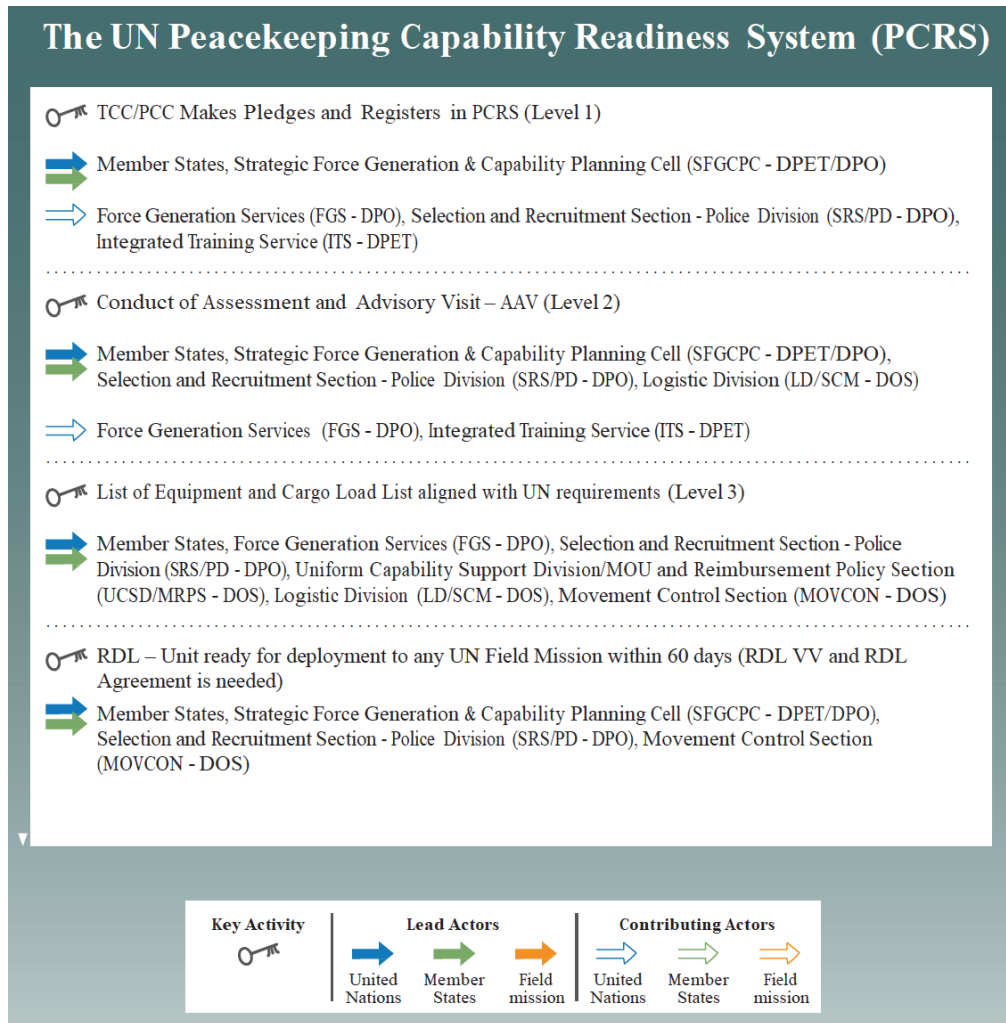 The UN Peacekeeping Capability Readiness System (PCRS)
TCC/PCC Makes Pledges and Registers in PCRS (Level 1)
Member States, Strategic Force Generation & Capability Planning Cell (SFGCPC - DPET/DPO)
Force Generation Services (FGS - DPO), Selection and Recruitment Section - Police Division (SRS/PD - DPO),
Integrated Training Service (ITS - DPET)
Conduct of Assessment and Advisory Visit – AAV (Level 2)
Member States, Strategic Force Generation & Capability Planning Cell (SFGCPC - DPET/DPO),
Selection and Recruitment Section - Police Division (SRS/PD - DPO), Logistic Division (LD/SCM - DOS)
Force Generation Services (FGS - DPO), Integrated Training Service (ITS - DPET)
List of Equipment and Cargo Load List aligned with UN requirements (Level 3)
Member States, Force Generation Services (FGS - DPO), Selection and Recruitment Section - Police
Division (SRS/PD - DPO), Uniform Capability Support Division/MOU and Reimbursement Policy Section
(UCSD/MRPS - DOS), Logistic Division (LD/SCM - DOS), Movement Control Section (MOVCON - DOS)
RDL – Unit ready for deployment to any UN Field Mission within 60 days (RDL VV and RDL
Agreement is needed)
Member States, Strategic Force Generation & Capability Planning Cell (SFGCPC - DPET/DPO),
Selection and Recruitment Section - Police Division (SRS/PD - DPO), Movement Control Section
(MOVCON - DOS)
Key Activity
Lead Actors
United
Nations
Member
States
Field
mission
Contributing Actors
United
Nations
Member
States
Field
mission